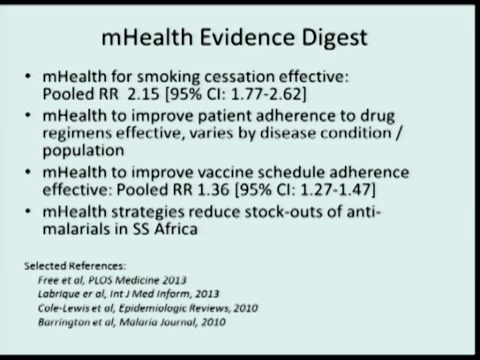 mHealth Evidence Digest
• mHealth for smoking cessation effective:
Pooled RR 2.15 [95% CI: 1.77-2.62]
• mHealth to improve patient adherence to drug
regimens effective, varies by disease condition /
population
• mHealth to improve vaccine schedule adherence
effective: Pooled RR 1.36 [95% CI: 1.27-1.47]
• mHealth strategies reduce stock-outs of anti-
malarials in SS Africa
Selected References:
Free et al, PLOS Medicine 2013
Labrique er al, Int J Med Inform, 2013
Cole-Lewis et al, Epidemiologic Reviews, 2010
Barrington et al, Malaria Journal, 2010